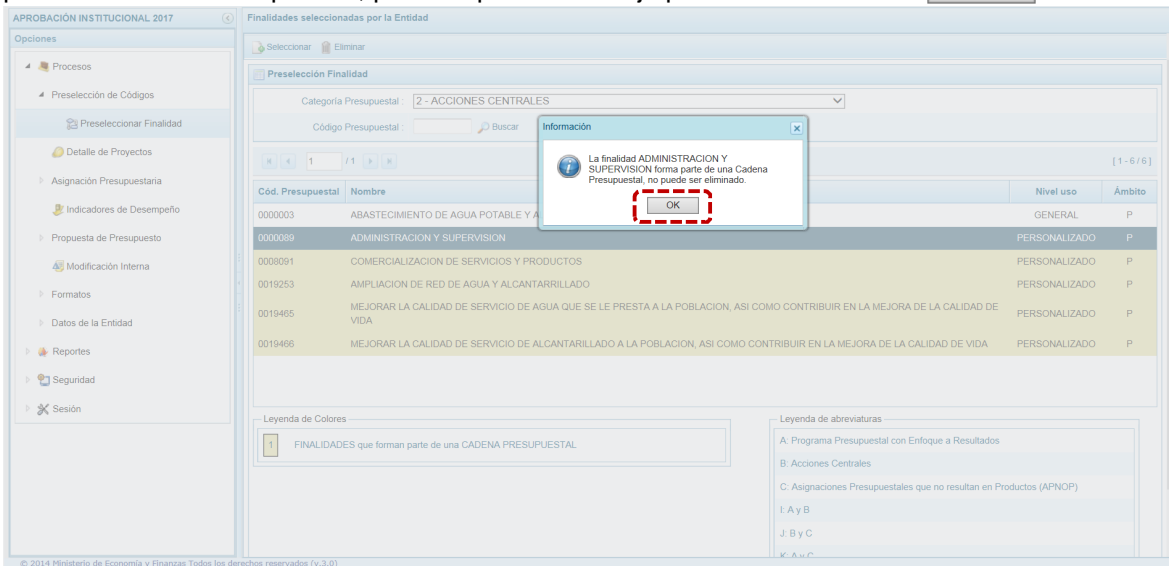 APROBACIÓN INSTITUCIONAL 2017
Opciones
Procesos
Preselección de Códigos
Preseleccionar Finalidad
Detalle de Proyectos
Asignación Presupuestaria
Indicadores de Desempeño
Propuesta de Presupuesto
Modificación Interna
Formatos
Datos de la Entidad
Reportes
Seguridad
Sesión
Finalidades seleccionadas por la Entidad
Seleccionar Eliminar
Preselección Finalidad
Categoría Presupuestal : 2 - ACCIONES CENTRALES
Código Presupuestal : Buscar
1 / 1 [ 1 - 6 / 6 ]
Información
La finalidad ADMINISTRACION Y
SUPERVISION forma parte de una Cadena
Presupuestal, no puede ser eliminado.
OK
Cód. Presupuestal Nombre Nivel uso Ámbito
0000003 ABASTECIMIENTO DE AGUA POTABLE Y GENERAL P
0000089 ADMINISTRACION Y SUPERVISION PERSONALIZADO P
0008091 COMERCIALIZACION DE SERVICIOS Y PRODUCTOS PERSONALIZADO P
0019253 AMPLIACION DE RED DE AGUA Y ALCANTARRILLADO PERSONALIZADO P
0019465 MEJORAR LA CALIDAD DE SERVICIO DE AGUA QUE SE LE PRESTA A LA POBLACION, ASI COMO CONTRIBUIR EN LA MEJORA DE LA CALIDAD DE VIDA PERSONALIZADO P
0019466 MEJORAR LA CALIDAD DE SERVICIO DE ALCANTARILLADO A LA POBLACION, ASI COMO CONTRIBUIR EN LA MEJORA DE LA CALIDAD DE VIDA PERSONALIZADO P
Leyenda de Colores
1 FINALIDADES que forman parte de una CADENA PRESUPUESTAL
Leyenda de abreviaturas
A: Programa Presupuestal con Enfoque a Resultados
B: Acciones Centrales
C: Asignaciones Presupuestales que no resultan en Productos (APNOP)
I: A y B
J: B y C
K: A y C
© 2014 Ministerio de Economía y Finanzas Todos los derechos reservados (v.3.0)